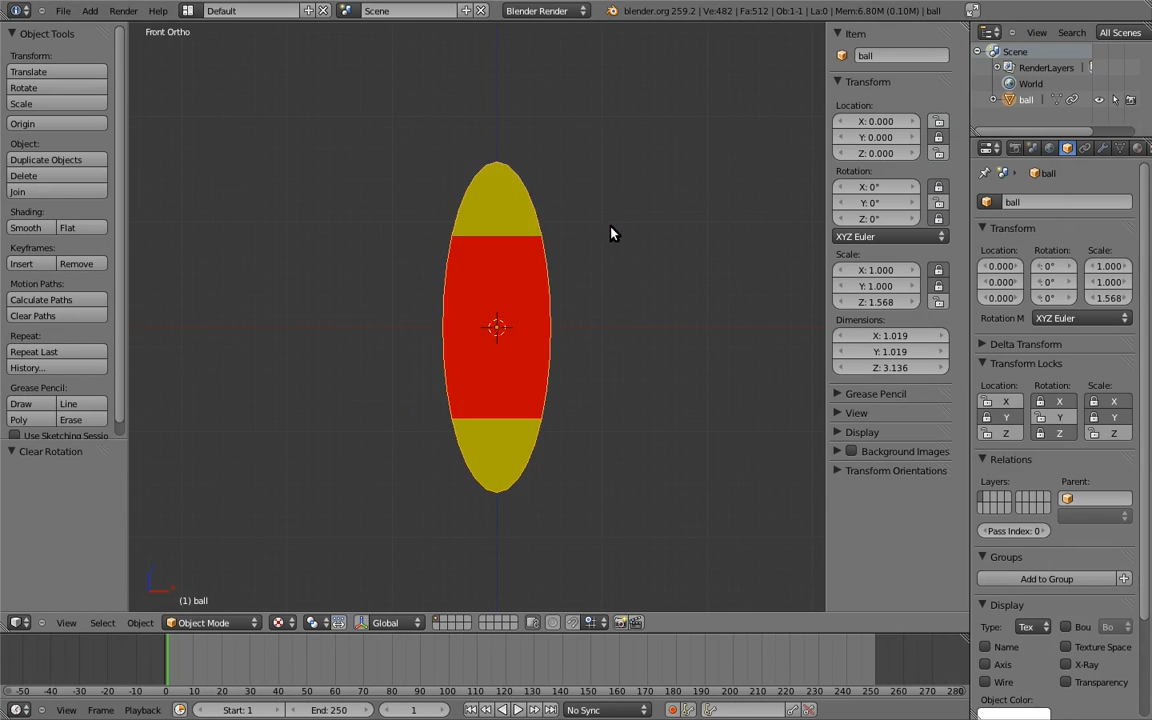 File Add Render Help Default Scene Blender Render blender.org 259.2 | Ve:482 | Fa:512 | Ob:1-1 | La:0 | Mem:6.80M (0.10M) | ball
Object Tools
Transform:
Translate
Rotate
Scale
Origin
Object:
Duplicate Objects
Delete
Join
Shading:
Smooth Flat
Keyframes:
Insert Remove
Motion Paths:
Calculate Paths
Clear Paths
Repeat:
Repeat Last
History...
Grease Pencil:
Draw Line
Poly Erase
Use Sketching Sessio
Clear Rotation
Front Ortho
(1) ball
Item
ball
Transform
Location:
X: 0.000
Y: 0.000
Z: 0.000
Rotation:
X: 0°
Y: 0°
Z: 0°
XYZ Euler
Scale:
X: 1.000
Y: 1.000
Z: 1.568
Dimensions:
X: 1.019
Y: 1.019
Z: 3.136
Grease Pencil
View
Display
Background Images
Transform Orientations
View Search All Scenes
Scene
RenderLayers
World
ball
ball
ball
Transform
Location: Rotation: Scale:
0.000 : 0° 1.000
0.000 : 0° 1.000
0.000 : 0° 1.568
Rotation M XYZ Euler
Delta Transform
Transform Locks
Location: Rotation: Scale:
X X X
Y Y Y
Z Z Z
Relations
Layers: Parent:
Pass Index: 0
Groups
Add to Group
Display
Type: Tex Bou Bo
Name Texture Space
Axis X-Ray
Wire Transparency
Object Color:
View Select Object Object Mode Global
-50 -40 -30 -20 -10 0 10 20 30 40 50 60 70 80 90 100 110 120 130 140 150 160 170 180 190 200 210 220 230 240 250 260 270 280
View Frame Playback Start: 1 End: 250 1 No Sync